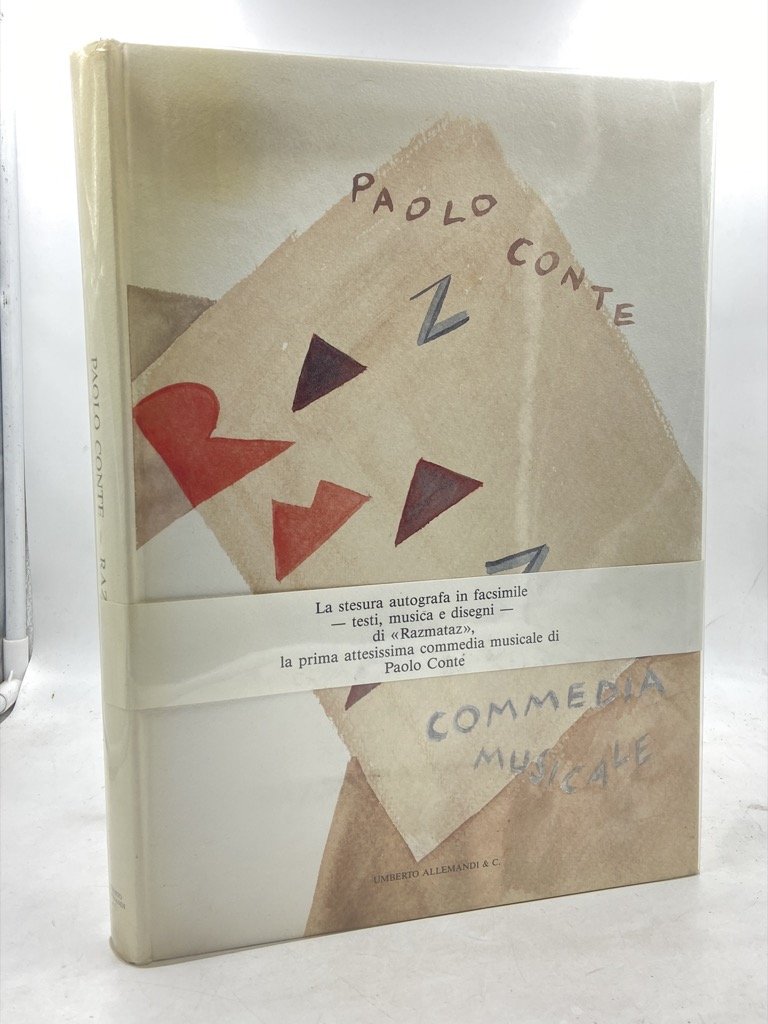 PAOLO
CONTE
RAZ
MATAZ
La stesura autografa in facsimile
— testi, musica e disegni —
di «Razmataz»,
la prima attesissima commedia musicale di
Paolo Conte
COMMEDIA
MUSICALE
UMBERTO ALLEMANDI & C.
PAOLO CONTE - RAZ